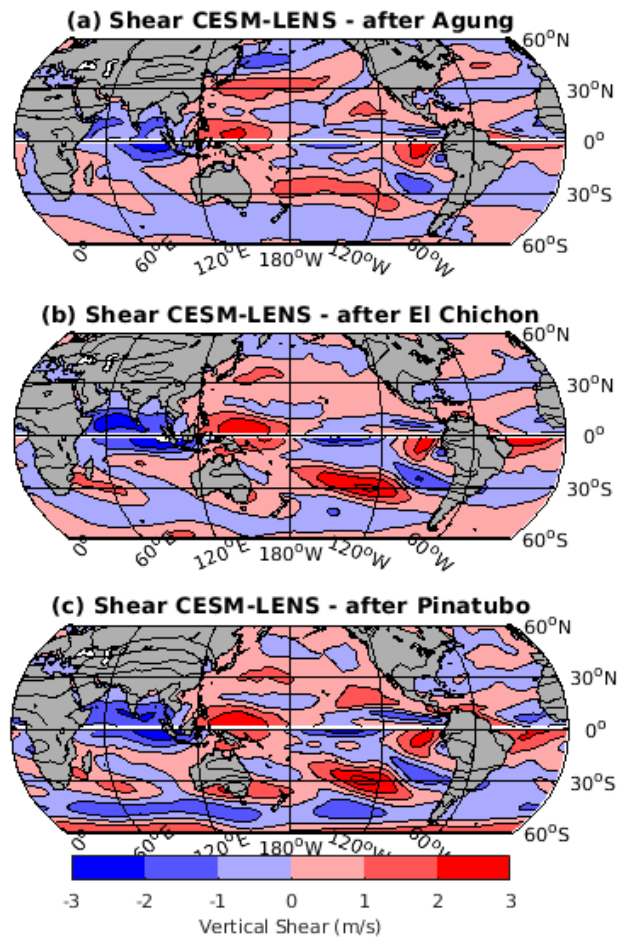 (a) Shear CESM-LENS - after Agung
60°N
30°N
0°
30°S
60°S
0° 60°E 120°E 180°W 120°W 60°W
(b) Shear CESM-LENS - after El Chichon
60°N
30°N
0°
30°S
60°S
0° 60°E 120°E 180°W 120°W 60°W
(c) Shear CESM-LENS - after Pinatubo
60°N
30°N
0°
30°S
60°S
0° 60°E 120°E 180°W 120°W 60°W
-3 -2 -1 0 1 2 3
Vertical Shear (m/s)